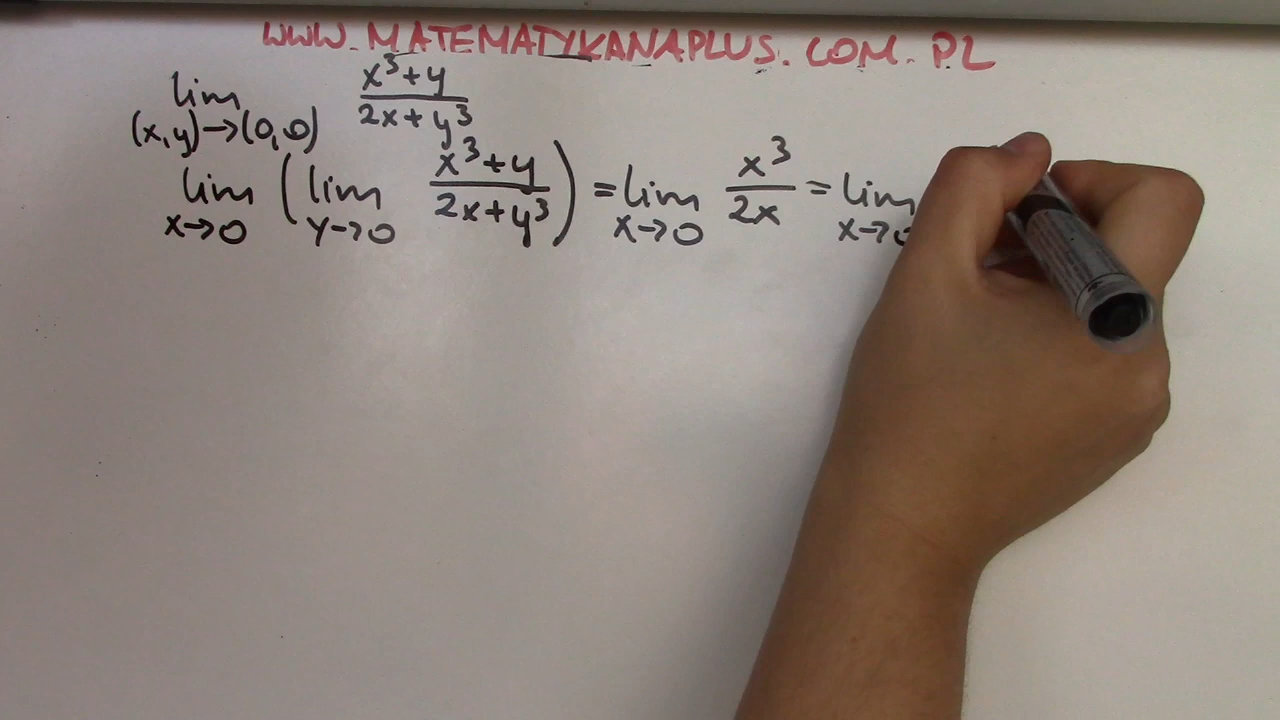 WWW.MATEMATYKANAPLUS.COM.PL
lim (x,y)→(0,0) (x³+y)/(2x+y³)
lim x→0 (lim y→0 (x³+y)/(2x+y³)) = lim x→0 x³/2x = lim x→0